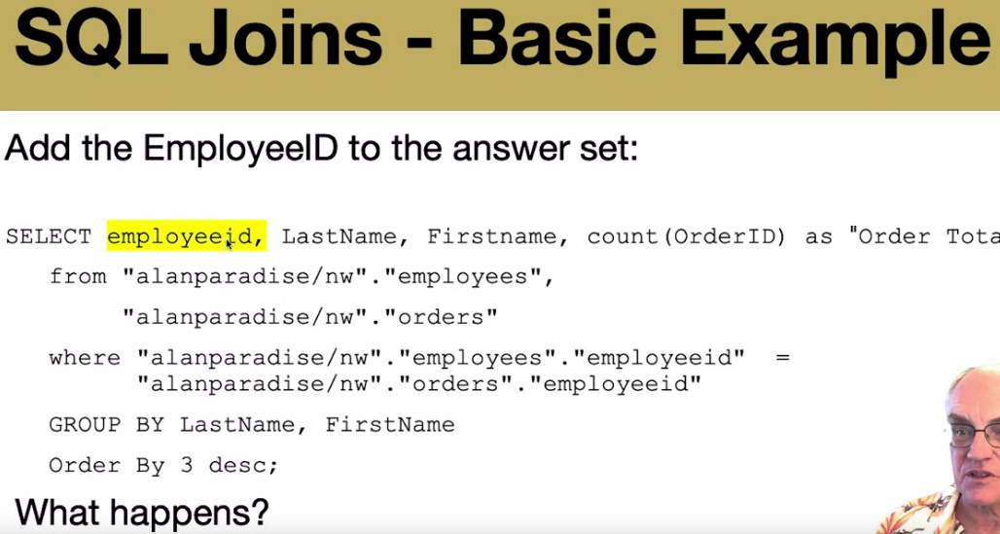 SQL Joins - Basic Example
Add the EmployeeID to the answer set:
SELECT employeeid, LastName, Firstname, count(OrderID) as "Order Tota
from "alanparadise/nw"."employees",
"alanparadise/nw"."orders"
where "alanparadise/nw"."employees"."employeeid" =
"alanparadise/nw"."orders"."employeeid"
GROUP BY LastName, FirstName
Order By 3 desc;
What happens?